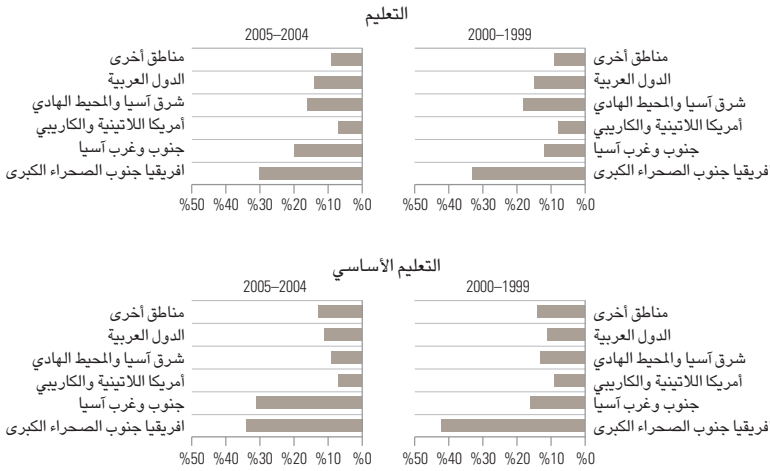 التعليم
2000–1999
2005–2004
مناطق أخرى
مناطق أخرى
الدول العربية
الدول العربية
شرق آسيا والمحيط الهادي
شرق آسيا والمحيط الهادي
أمريكا اللاتينية والكاريبي
أمريكا اللاتينية والكاريبي
جنوب وغرب آسيا
جنوب وغرب آسيا
فريقيا جنوب الصحراء الكبرى
افريقيا جنوب الصحراء الكبرى
%0 %10 %20 %30 %40 %50
%0 %10 %20 %30 %40 %50
التعليم الأساسي
2000–1999
2005–2004
مناطق أخرى
مناطق أخرى
الدول العربية
الدول العربية
شرق آسيا والمحيط الهادي
شرق آسيا والمحيط الهادي
أمريكا اللاتينية والكاريبي
أمريكا اللاتينية والكاريبي
جنوب وغرب آسيا
جنوب وغرب آسيا
فريقيا جنوب الصحراء الكبرى
افريقيا جنوب الصحراء الكبرى
%0 %10 %20 %30 %40 %50
%0 %10 %20 %30 %40 %50